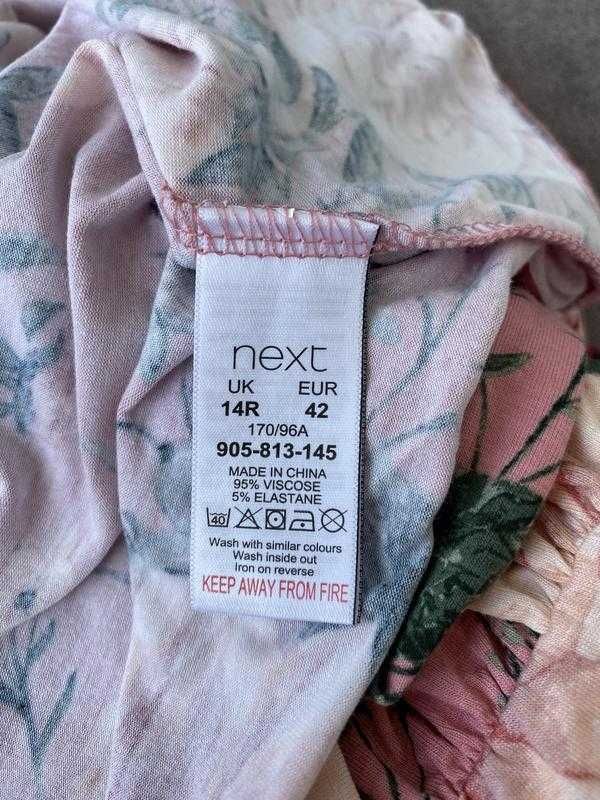 next
UK EUR
14R 42
170/96A
905-813-145
MADE IN CHINA
95% VISCOSE
5% ELASTANE
40
Wash with similar colours
Wash inside out
Iron on reverse
KEEP AWAY FROM FIRE